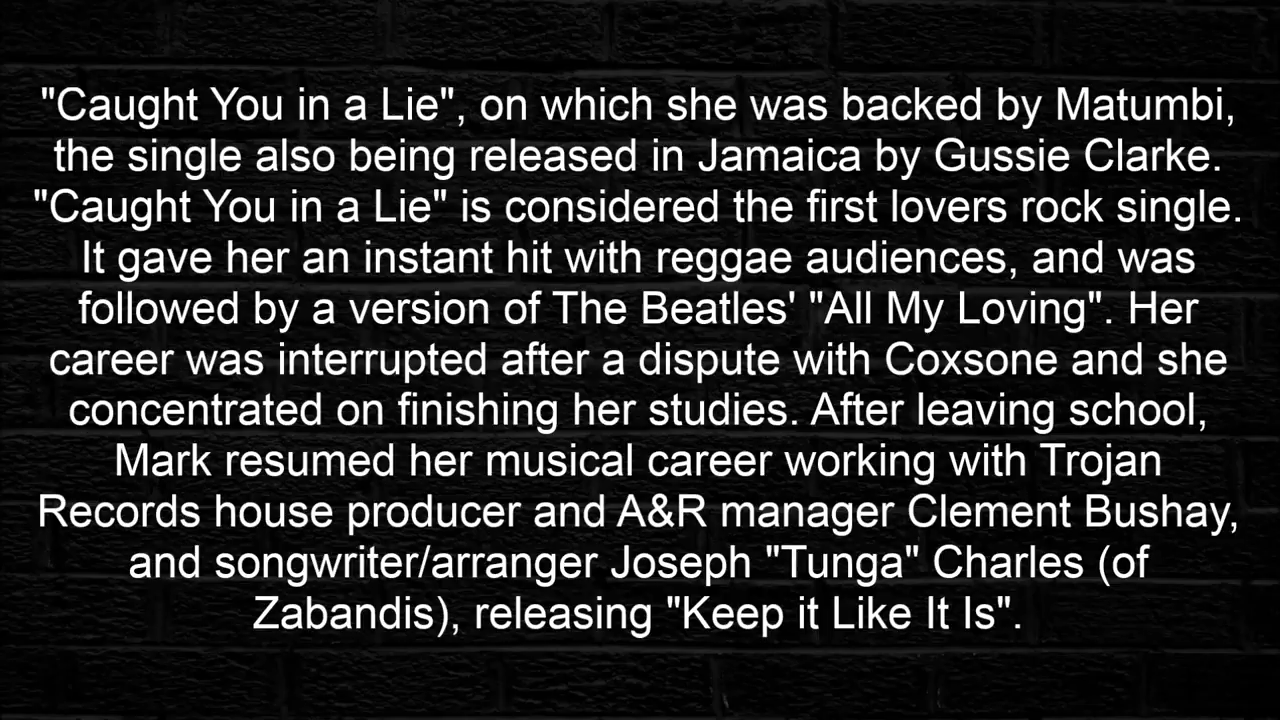 "Caught You in a Lie", on which she was backed by Matumbi,
the single also being released in Jamaica by Gussie Clarke.
"Caught You in a Lie" is considered the first lovers rock single.
It gave her an instant hit with reggae audiences, and was
followed by a version of The Beatles' "All My Loving". Her
career was interrupted after a dispute with Coxsone and she
concentrated on finishing her studies. After leaving school,
Mark resumed her musical career working with Trojan
Records house producer and A&R manager Clement Bushay,
and songwriter/arranger Joseph "Tunga" Charles (of
Zabandis), releasing "Keep it Like It Is".